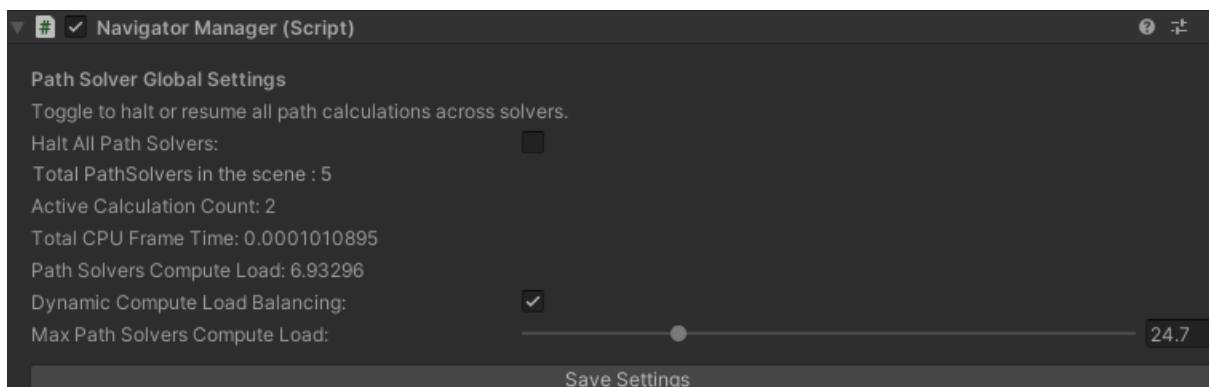 Navigator Manager (Script)
Path Solver Global Settings
Toggle to halt or resume all path calculations across solvers.
Halt All Path Solvers:
Total PathSolvers in the scene : 5
Active Calculation Count: 2
Total CPU Frame Time: 0.0001010895
Path Solvers Compute Load: 6.93296
Dynamic Compute Load Balancing:
Max Path Solvers Compute Load: 24.7
Save Settings